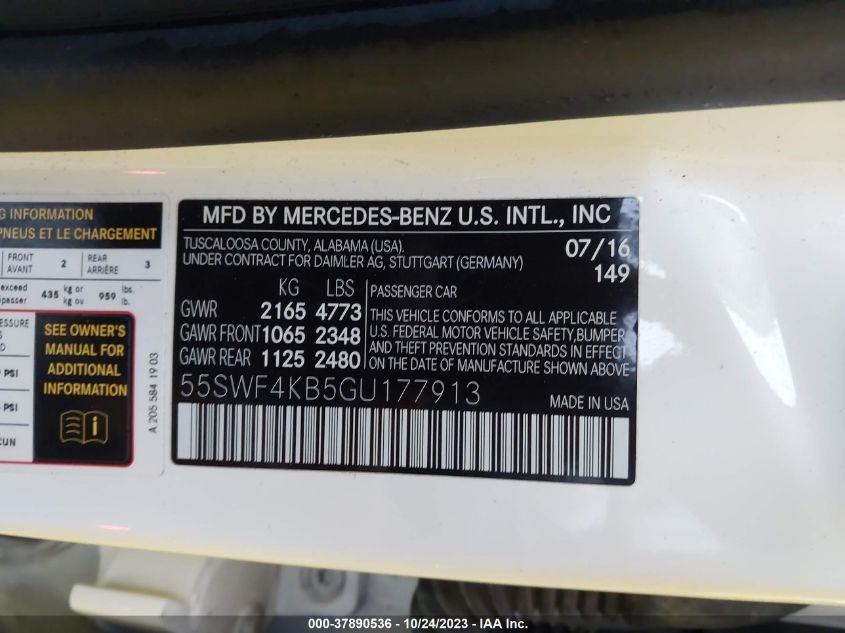 G INFORMATION
PNEUS ET LE CHARGEMENT
FRONT
AVANT 2 REAR
ARRIÈRE 3
exceed 435 kg or
kg ou 959 lbs.
lb.
SEE OWNER'S
MANUAL FOR
ADDITIONAL
INFORMATION
PSI
PSI
A 205 584 19 03
MFD BY MERCEDES-BENZ U.S. INTL., INC
TUSCALOOSA COUNTY, ALABAMA (USA).
UNDER CONTRACT FOR DAIMLER AG, STUTTGART (GERMANY)
07/16
149
KG LBS
GVWR 2165 4773
GAWR FRONT 1065 2348
GAWR REAR 1125 2480
PASSENGER CAR
THIS VEHICLE CONFORMS TO ALL APPLICABLE
U.S. FEDERAL MOTOR VEHICLE SAFETY,BUMPER
AND THEFT PREVENTION STANDARDS IN EFFECT
ON THE DATE OF MANUFACTURE SHOWN ABOVE
55SWF4KB5GU177913
MADE IN USA
000-37890536 - 10/24/2023 - IAA Inc.